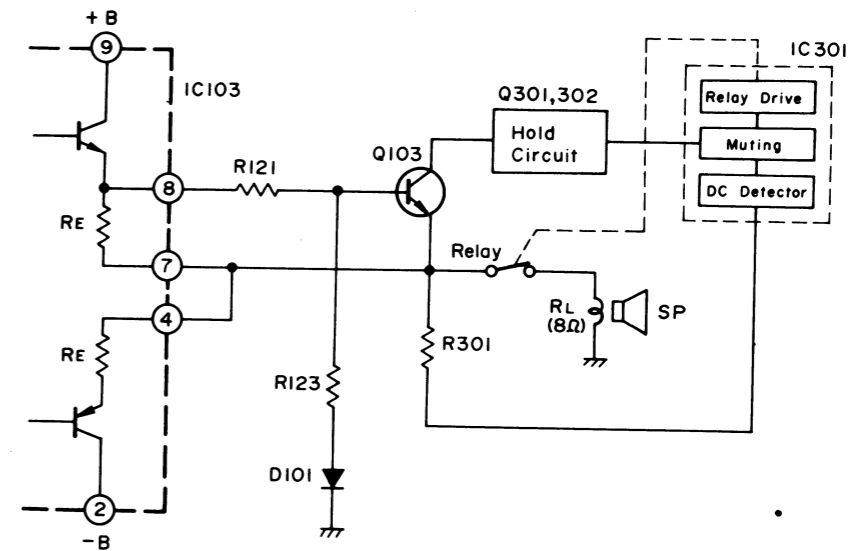 +B
9
IC103
IC301
Relay Drive
Q301,302
Hold
Circuit
Muting
Q103
R121
8
DC Detector
RE
7
Relay
4
RL
(8Ω)
SP
RE
R301
R123
D101
2
-B